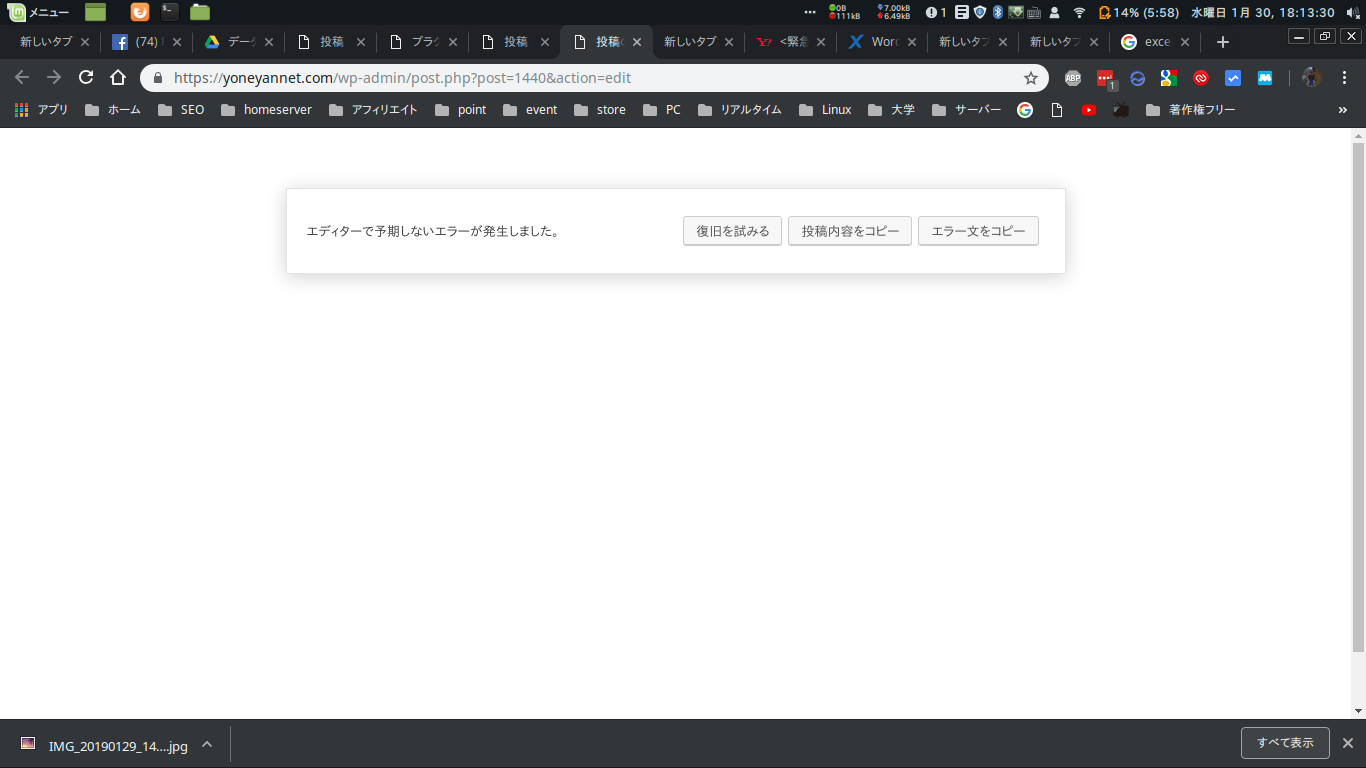 メニュー ••• 0B 111kB 7.00kB 6.49kB 1 14% (5:58) 水曜日 1月 30, 18:13:30
新しいタブ (74) データ 投稿 プラグ 投稿 投稿 新しいタブ <緊急 Word 新しいタブ 新しいタブ exce
https://yoneyannet.com/wp-admin/post.php?post=1440&action=edit ABP 1
アプリ ホーム SEO homeserver アフィリエイト point event store PC リアルタイム Linux 大学 サーバー 著作権フリー »
エディターで予期しないエラーが発生しました。 復旧を試みる 投稿内容をコピー エラー文をコピー
IMG_20190129_14....jpg すべて表示